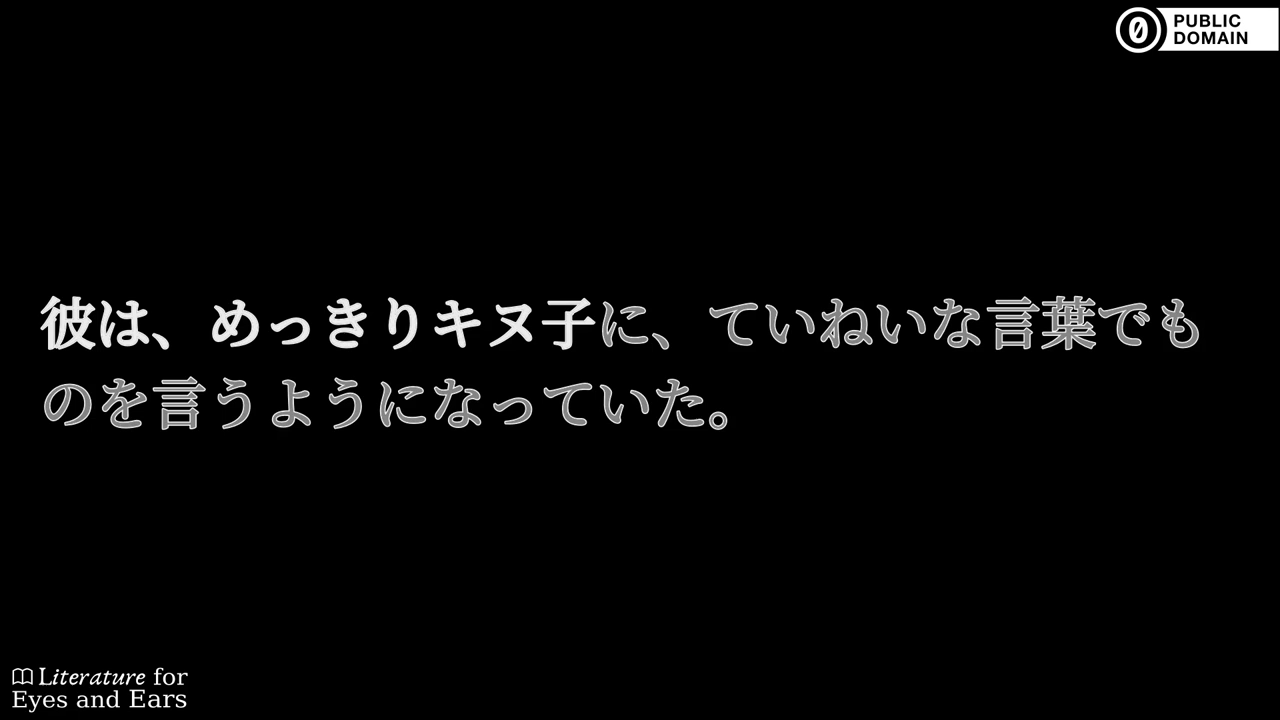 PUBLIC
DOMAIN
彼は、めっきりキヌ子に、ていねいな言葉でも
のを言うようになっていた。
Literature for
Eyes and Ears